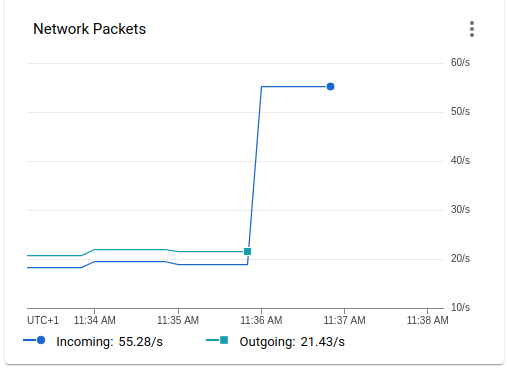 Network Packets
60/s
50/s
40/s
30/s
20/s
10/s
UTC+1 11:34 AM 11:35 AM 11:36 AM 11:37 AM 11:38 AM
Incoming: 55.28/s Outgoing: 21.43/s